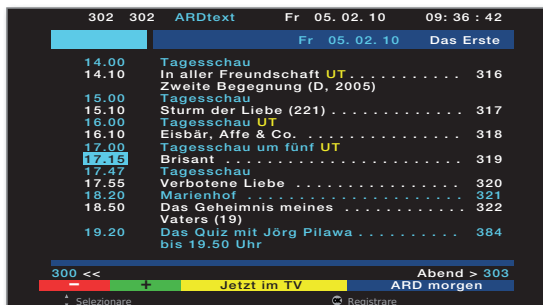 302 302 ARDtext Fr 05. 02. 10 09: 36 : 42
Fr 05. 02. 10 Das Erste
14.00 Tagesschau
14.10 In aller Freundschaft UT . . . . . . . . . . . 316
Zweite Begegnung (D, 2005)
15.00 Tagesschau
15.10 Sturm der Liebe (221) . . . . . . . . . . . . . 317
16.00 Tagesschau UT
16.10 Eisbär, Affe & Co. . . . . . . . . . . . . . . . . 318
17.00 Tagesschau um fünf UT
17.15 Brisant . . . . . . . . . . . . . . . . . . . . . . . 319
17.47 Tagesschau
17.55 Verbotene Liebe . . . . . . . . . . . . . . . . 320
18.20 Marienhof . . . . . . . . . . . . . . . . . . . . 321
18.50 Das Geheimnis meines . . . . . . . . . . . 322
Vaters (19)
19.20 Das Quiz mit Jörg Pilawa . . . . . . . . . . 384
bis 19.50 Uhr
300 << Abend > 303
− + Jetzt im TV ARD morgen
Selezionare Registrare